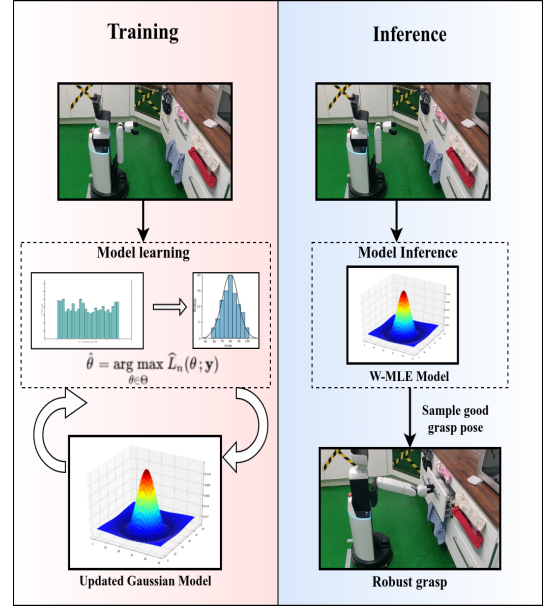 Training
Model learning
θ̂ = arg max L̂ₙ(θ; y)
θ∈Θ
Updated Gaussian Model
Inference
Model Inference
W-MLE Model
Sample good
grasp pose
Robust grasp